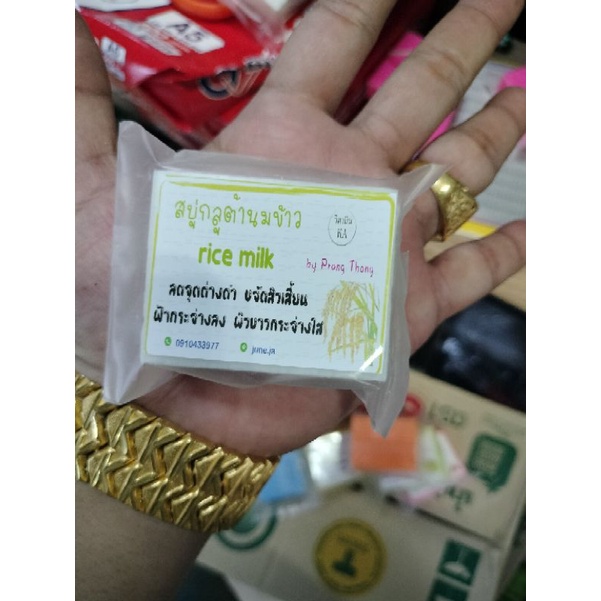 A5
สบู่กลูต้านมข้าว
rice milk
by Prang Thong
ลดจุดด่างดำ ขจัดสิวเสี้ยน
ฝ้ากระจ่างลง ผิวขาวกระจ่างใส
0910433977